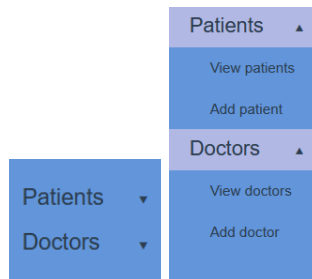 Patients ▾
Doctors ▾
Patients ▴
View patients
Add patient
Doctors ▴
View doctors
Add doctor